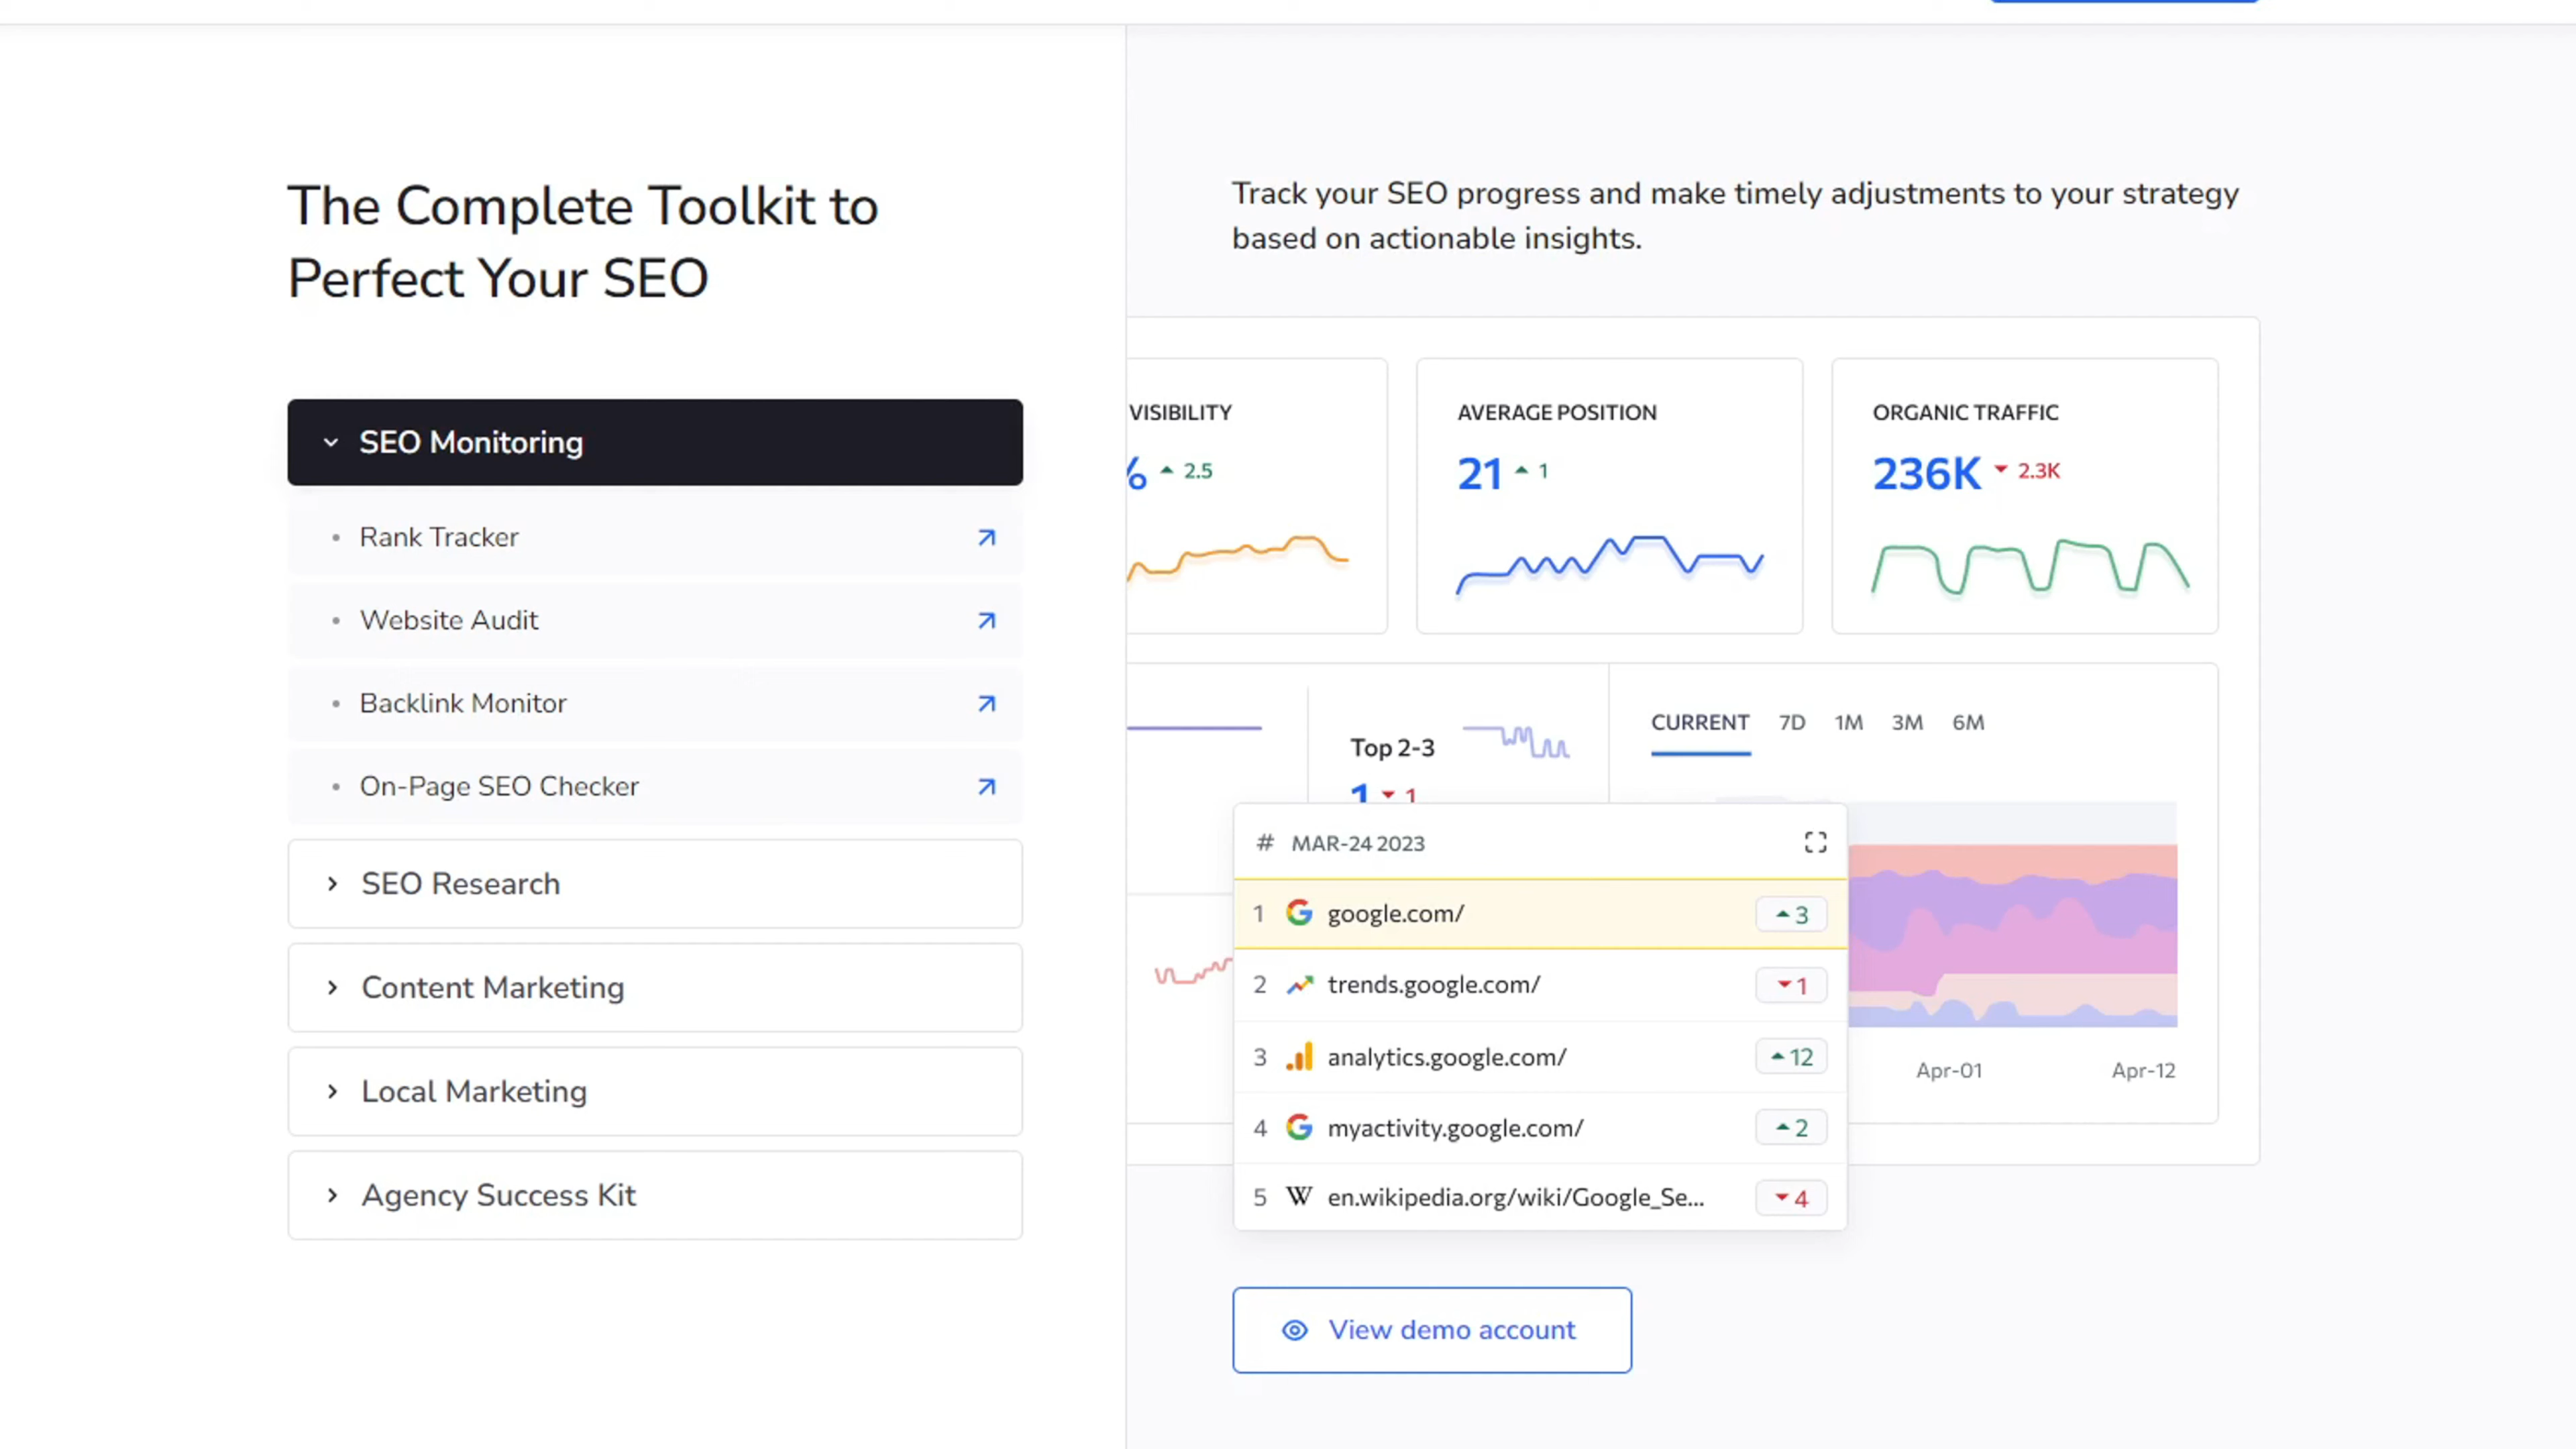 The Complete Toolkit to
Perfect Your SEO
SEO Monitoring
Rank Tracker
Website Audit
Backlink Monitor
On-Page SEO Checker
SEO Research
Content Marketing
Local Marketing
Agency Success Kit
Track your SEO progress and make timely adjustments to your strategy
based on actionable insights.
VISIBILITY
% 2.5
AVERAGE POSITION
21 1
ORGANIC TRAFFIC
236K 2.3K
Top 2-3
1 1
CURRENT 7D 1M 3M 6M
# MAR-24 2023
1 google.com/ 3
2 trends.google.com/ 1
3 analytics.google.com/ 12
4 myactivity.google.com/ 2
5 W en.wikipedia.org/wiki/Google_Se... 4
Apr-01 Apr-12
View demo account